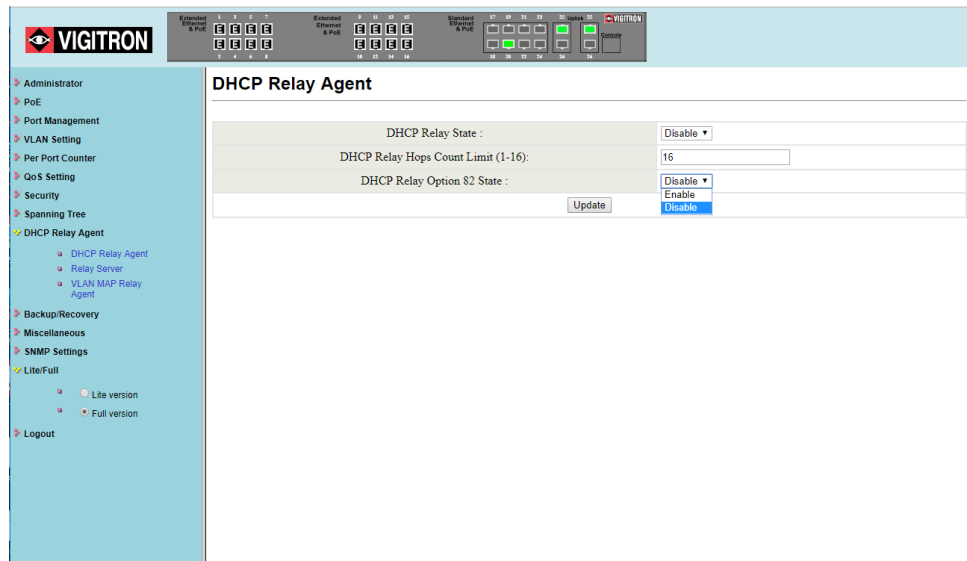 VIGITRON
Extended Ethernet & PoE
1 3 5 7
2 4 6 8
Extended Ethernet & PoE
9 11 13 15
10 12 14 16
Standard Ethernet & PoE
17 19 21 23
18 20 22 24
25 Uplink 25
26 26
VIGITRON
Console
Administrator
PoE
Port Management
VLAN Setting
Per Port Counter
QoS Setting
Security
Spanning Tree
DHCP Relay Agent
DHCP Relay Agent
Relay Server
VLAN MAP Relay
Agent
Backup/Recovery
Miscellaneous
SNMP Settings
Lite/Full
Lite version
Full version
Logout
DHCP Relay Agent
DHCP Relay State : Disable
DHCP Relay Hops Count Limit (1-16): 16
DHCP Relay Option 82 State : Disable
Enable
Disable
Update